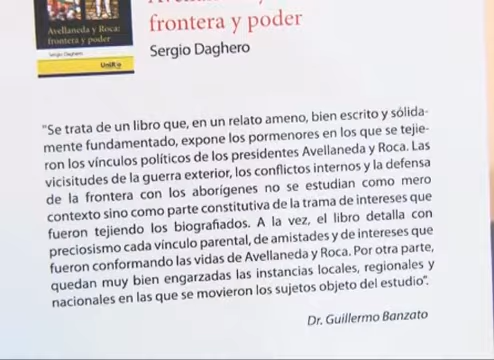 Avellaneda y Roca:
frontera y poder
Sergio Daghero
UniRío
frontera y poder
Sergio Daghero
"Se trata de un libro que, en un relato ameno, bien escrito y sólida-
mente fundamentado, expone los pormenores en los que se tejie-
ron los vínculos políticos de los presidentes Avellaneda y Roca. Las
vicisitudes de la guerra exterior, los conflictos internos y la defensa
de la frontera con los aborígenes no se estudian como mero
contexto sino como parte constitutiva de la trama de intereses que
fueron tejiendo los biografiados. A la vez, el libro detalla con
preciosismo cada vínculo parental, de amistades y de intereses que
fueron conformando las vidas de Avellaneda y Roca. Por otra parte,
quedan muy bien engarzadas las instancias locales, regionales y
nacionales en las que se movieron los sujetos objeto del estudio".
Dr. Guillermo Banzato